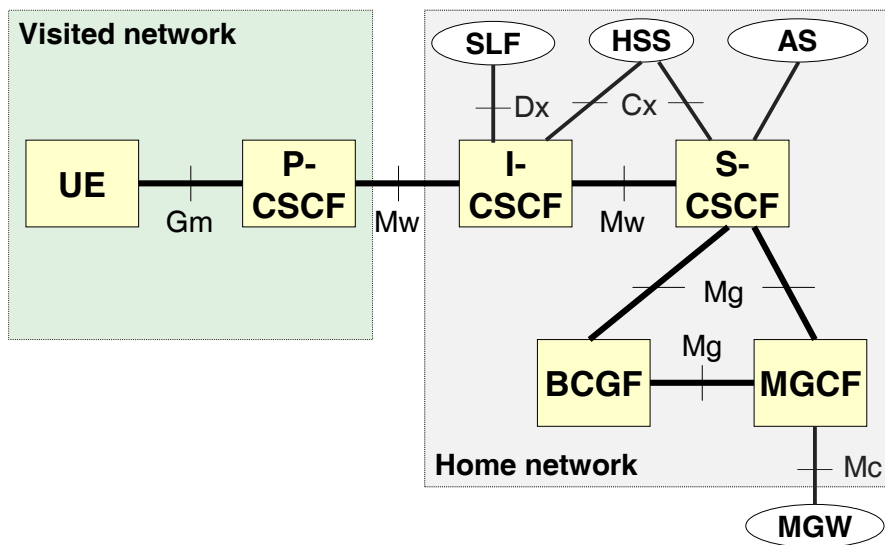 Visited network
SLF
HSS
AS
Dx
Cx
UE
P-
CSCF
I-
CSCF
S-
CSCF
Gm
Mw
Mw
Mg
Mg
BCGF
MGCF
Home network
Mc
MGW